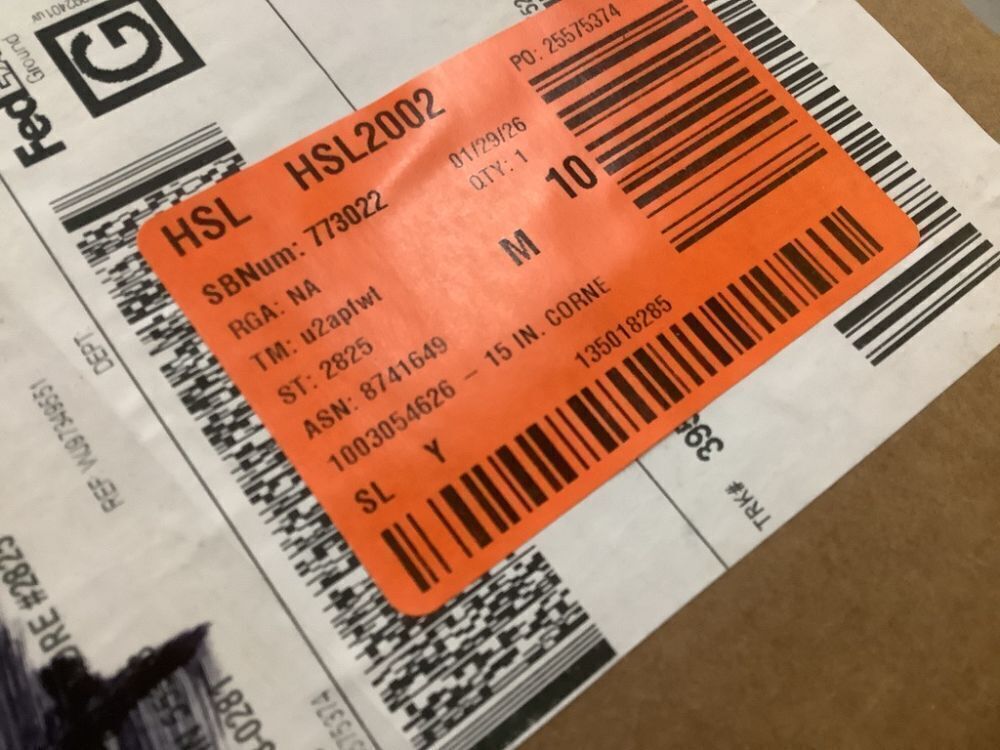 FedEx
Ground
G
PO: 25575374
HSL HSL2002
01/29/26
SBNum: 773022
QTY: 1
10
RGA: NA
M
TM: u2apfwt
ST: 2825
ASN: 8741649
1003054626 – 15 IN. CORNE
135018285
Y
SL
DEPT
TRK#
#2825